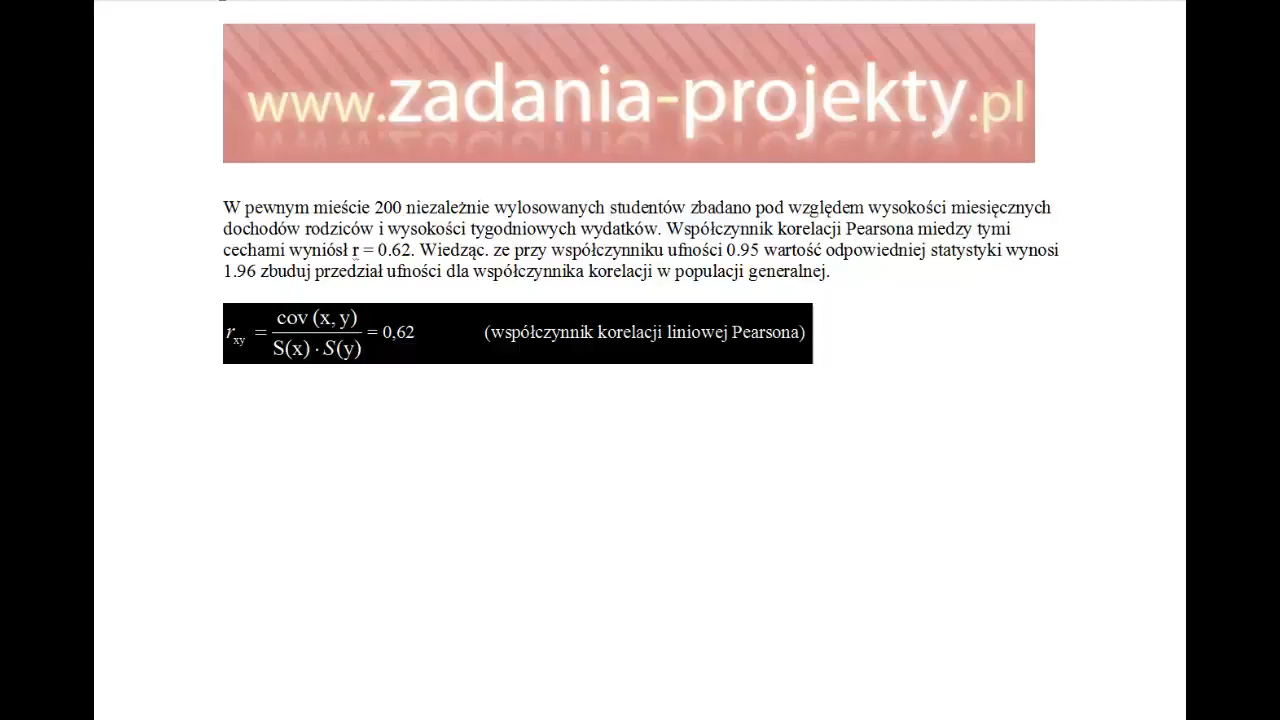 www.zadania-projekty.pl
W pewnym mieście 200 niezależnie wylosowanych studentów zbadano pod względem wysokości miesięcznych
dochodów rodziców i wysokości tygodniowych wydatków. Współczynnik korelacji Pearsona miedzy tymi
cechami wyniósł r = 0.62. Wiedząc. ze przy współczynniku ufności 0.95 wartość odpowiedniej statystyki wynosi
1.96 zbuduj przedział ufności dla współczynnika korelacji w populacji generalnej.
r_xy = cov (x, y) / S(x) · S(y) = 0,62 (współczynnik korelacji liniowej Pearsona)